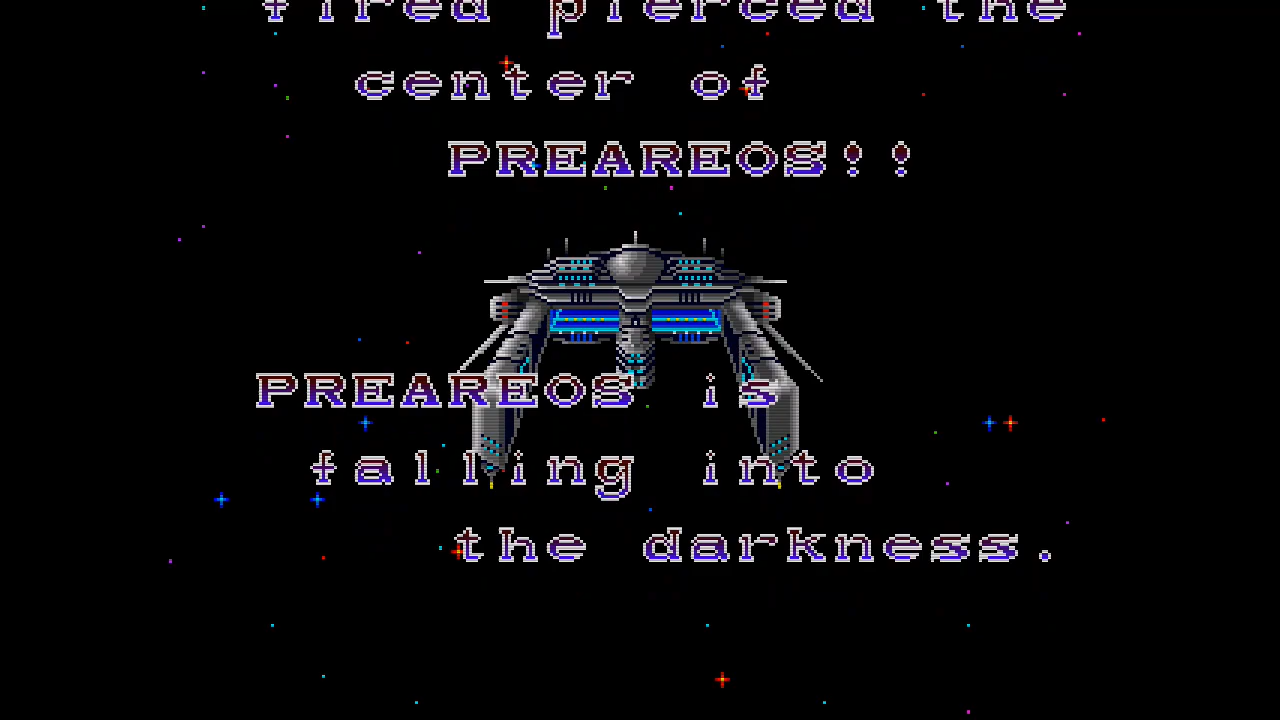 fired pierced the
center of
PREAREOS!!
PREAREOS is
falling into
the darkness.